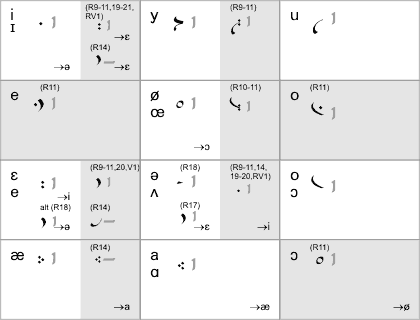 i
ɪ
(R9-11,19-21,
RV1)
→ɛ
(R14)
→ə
→ɛ
y
(R9-11)
u
e
(R11)
ø
œ
(R10-11)
→ɔ
o
(R11)
ɛ
e
→i
alt (R18)
→ə
(R9-11,20,V1)
(R14)
ə
ʌ
(R18)
(R17)
→ɛ
(R9-11,14,
19-20,RV1)
→i
o
ɔ
æ
(R14)
→a
a
ɑ
→æ
ɔ
(R11)
→ø